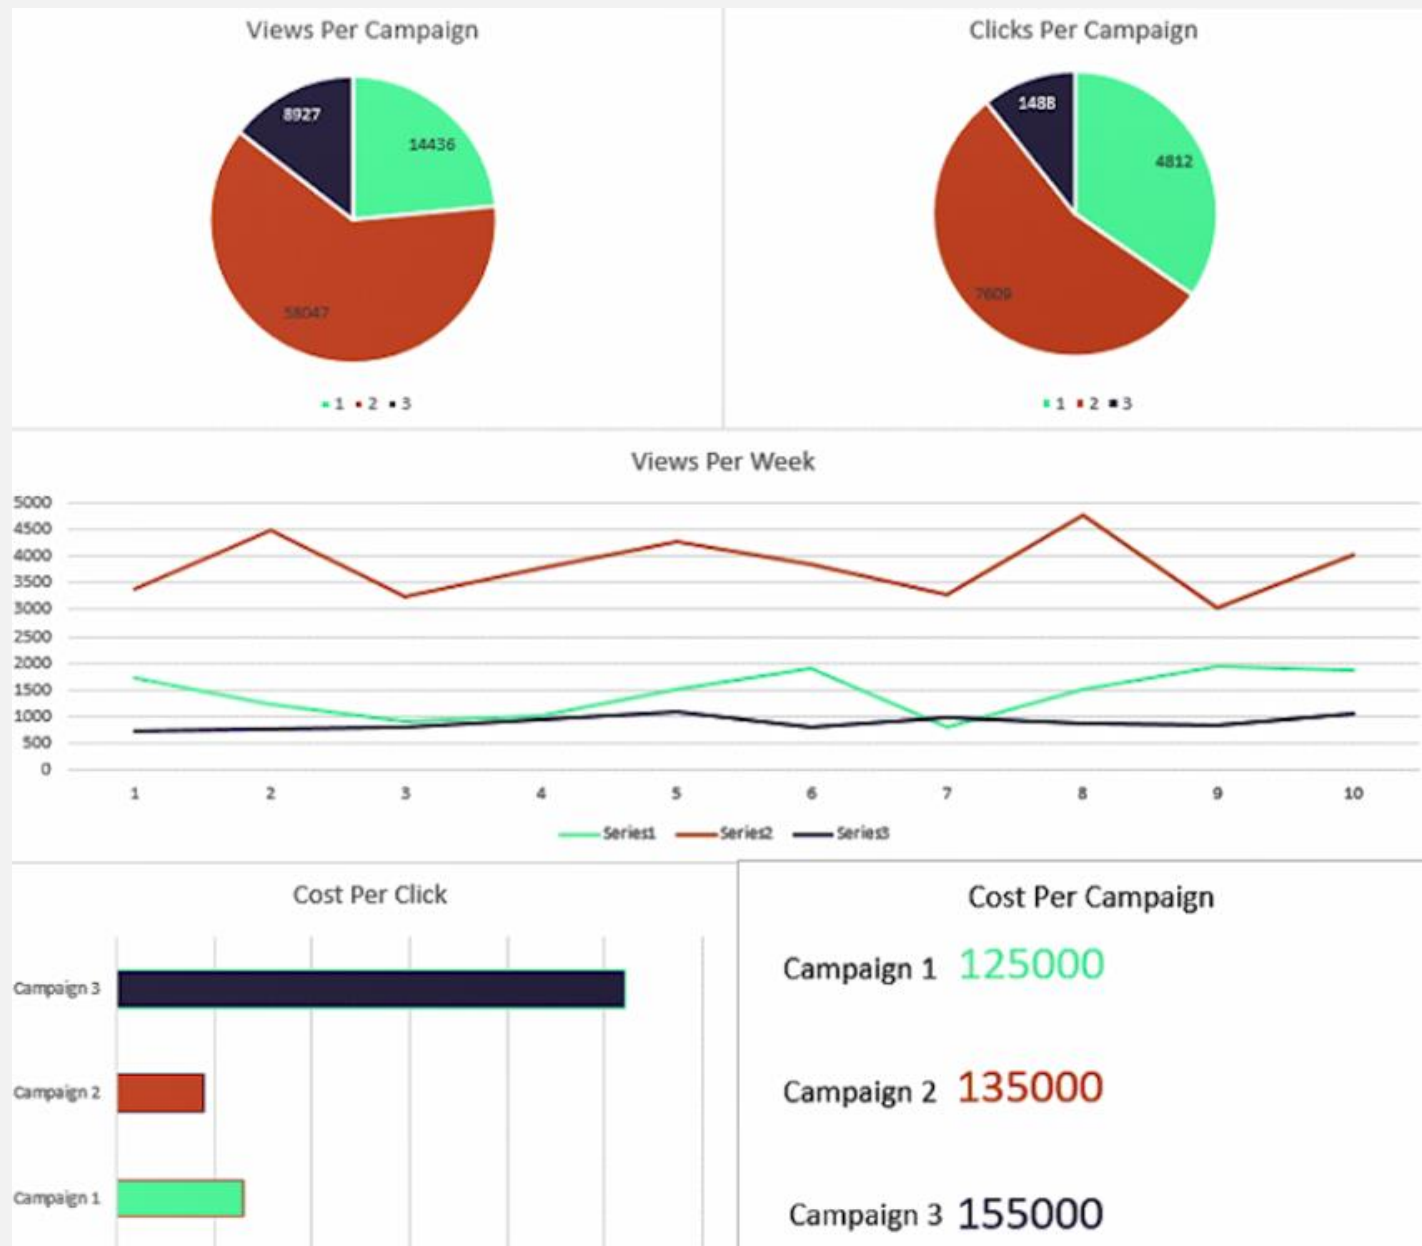 Views Per Campaign
8927
14436
38047
1 2 3
Clicks Per Campaign
1488
4812
7609
1 2 3
Views Per Week
5000
4500
4000
3500
3000
2500
2000
1500
1000
500
0
1 2 3 4 5 6 7 8 9 10
Series1 Series2 Series3
Cost Per Click
Campaign 3
Campaign 2
Campaign 1
Cost Per Campaign
Campaign 1 125000
Campaign 2 135000
Campaign 3 155000